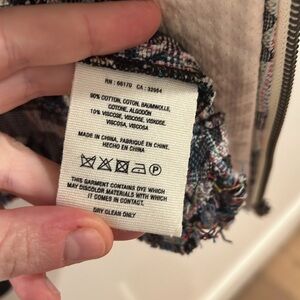 RN : 66170 CA : 32964
90% COTTON, COTON, BAUMWOLLE,
COTONE, ALGODÓN
10% VISCOSE, VISCOSE, VISKOSE,
VISCOSA, VISCOSA
MADE IN CHINA, FABRIQUÉ EN CHINE,
HECHO EN CHINA
THIS GARMENT CONTAINS DYE WHICH
MAY DISCOLOR MATERIALS WITH WHICH
IT COMES IN CONTACT
DRY CLEAN ONLY